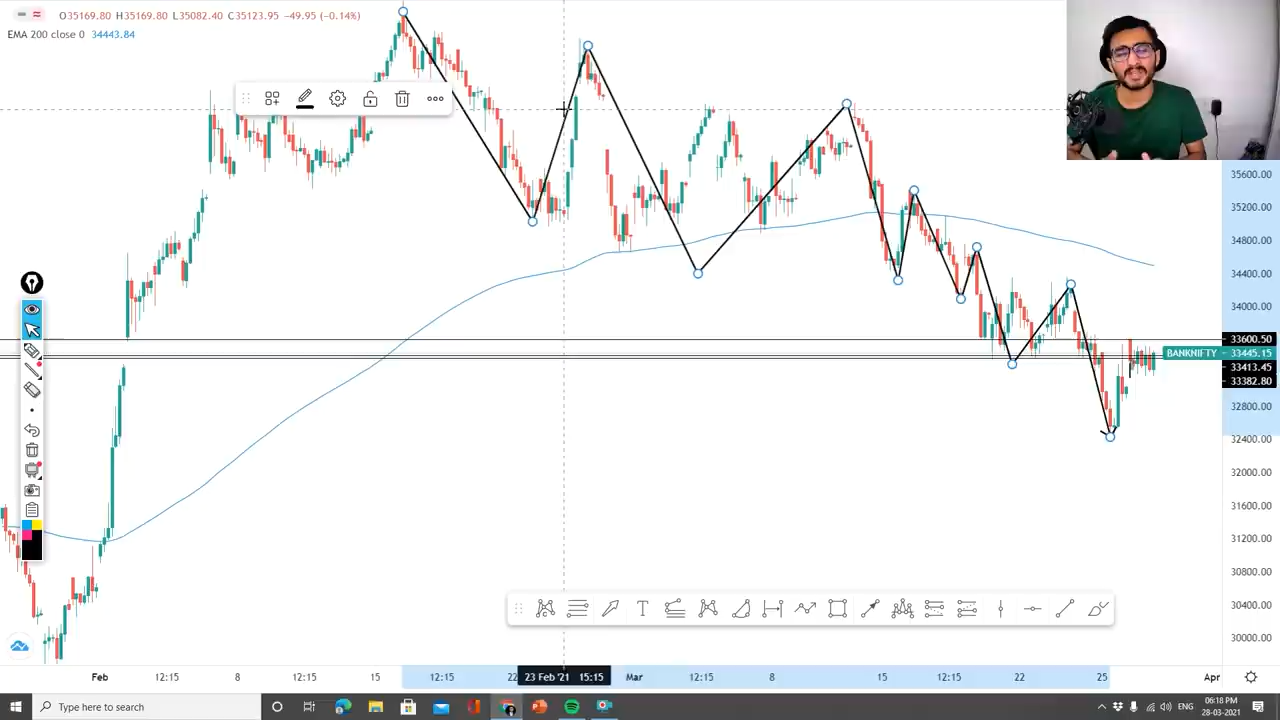 O35169.80 H35169.80 L35082.40 C35123.95 −49.95 (−0.14%)
EMA 200 close 0 34443.84
35600.00
35200.00
34800.00
34400.00
34000.00
33600.50
BANKNIFTY 33445.15
33413.45
33382.80
32800.00
32400.00
32000.00
31600.00
31200.00
30800.00
30400.00
30000.00
Feb 12:15 8 12:15 15 12:15 22 23 Feb '21 15:15 Mar 12:15 8 15 12:15 22 25 Apr
Type here to search
06:18 PM
ENG
28-03-2021